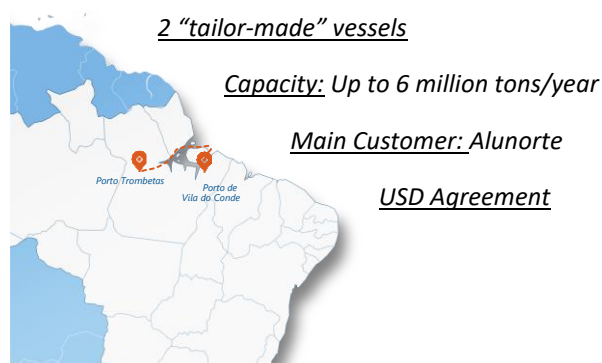 2 “tailor-made” vessels
Capacity: Up to 6 million tons/year
Main Customer: Alunorte
USD Agreement
Porto Trombetas
Porto de
Vila do Conde